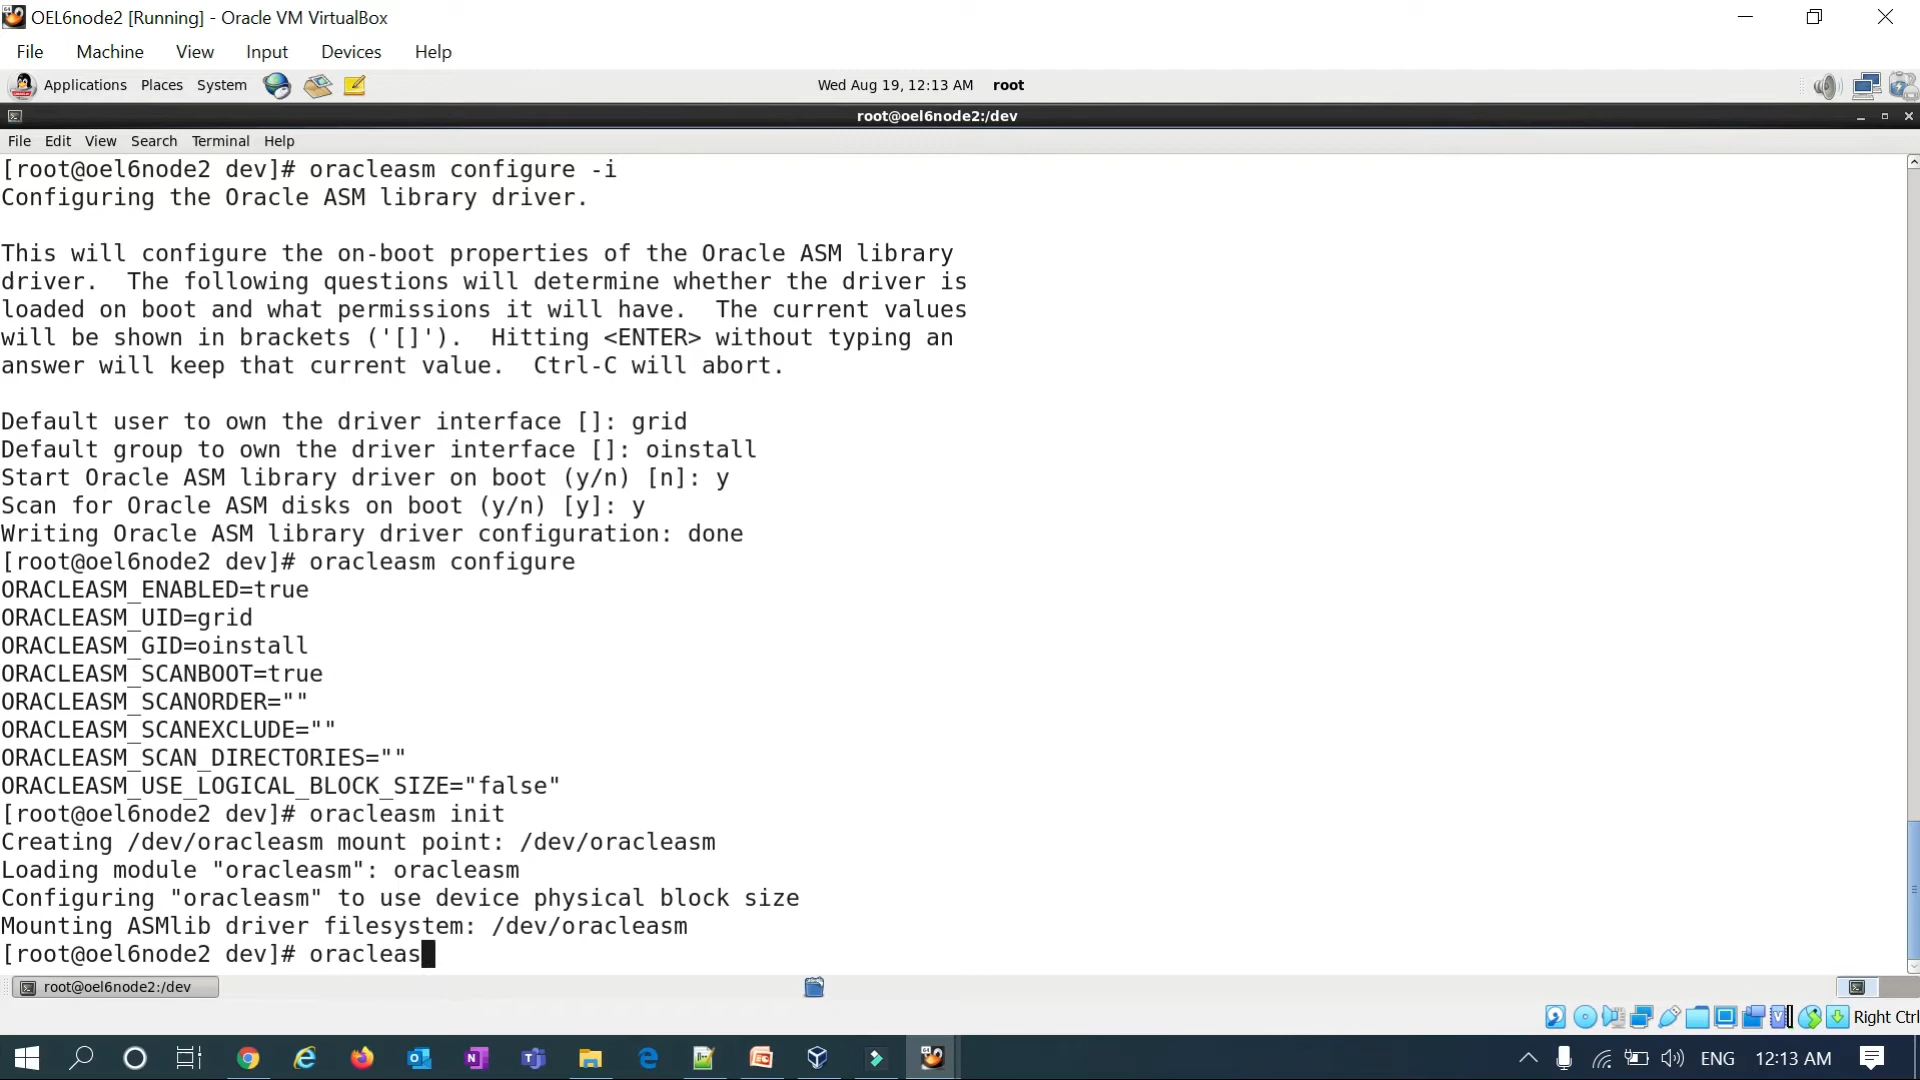 OEL6node2 [Running] - Oracle VM VirtualBox
File Machine View Input Devices Help
Applications Places System Wed Aug 19, 12:13 AM root
root@oel6node2:/dev
File Edit View Search Terminal Help
[root@oel6node2 dev]# oracleasm configure -i
Configuring the Oracle ASM library driver.
This will configure the on-boot properties of the Oracle ASM library
driver.  The following questions will determine whether the driver is
loaded on boot and what permissions it will have.  The current values
will be shown in brackets ('[]').  Hitting <ENTER> without typing an
answer will keep that current value.  Ctrl-C will abort.
Default user to own the driver interface []: grid
Default group to own the driver interface []: oinstall
Start Oracle ASM library driver on boot (y/n) [n]: y
Scan for Oracle ASM disks on boot (y/n) [y]: y
Writing Oracle ASM library driver configuration: done
[root@oel6node2 dev]# oracleasm configure
ORACLEASM_ENABLED=true
ORACLEASM_UID=grid
ORACLEASM_GID=oinstall
ORACLEASM_SCANBOOT=true
ORACLEASM_SCANORDER=""
ORACLEASM_SCANEXCLUDE=""
ORACLEASM_SCAN_DIRECTORIES=""
ORACLEASM_USE_LOGICAL_BLOCK_SIZE="false"
[root@oel6node2 dev]# oracleasm init
Creating /dev/oracleasm mount point: /dev/oracleasm
Loading module "oracleasm": oracleasm
Configuring "oracleasm" to use device physical block size
Mounting ASMlib driver filesystem: /dev/oracleasm
[root@oel6node2 dev]# oracleas
root@oel6node2:/dev
Right Ctrl
ENG 12:13 AM